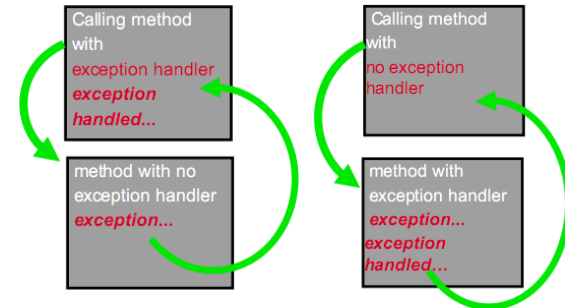 Calling method
with
exception handler
exception
handled...
method with no
exception handler
exception...
Calling method
with
no exception
handler
method with
exception handler
exception...
exception
handled...